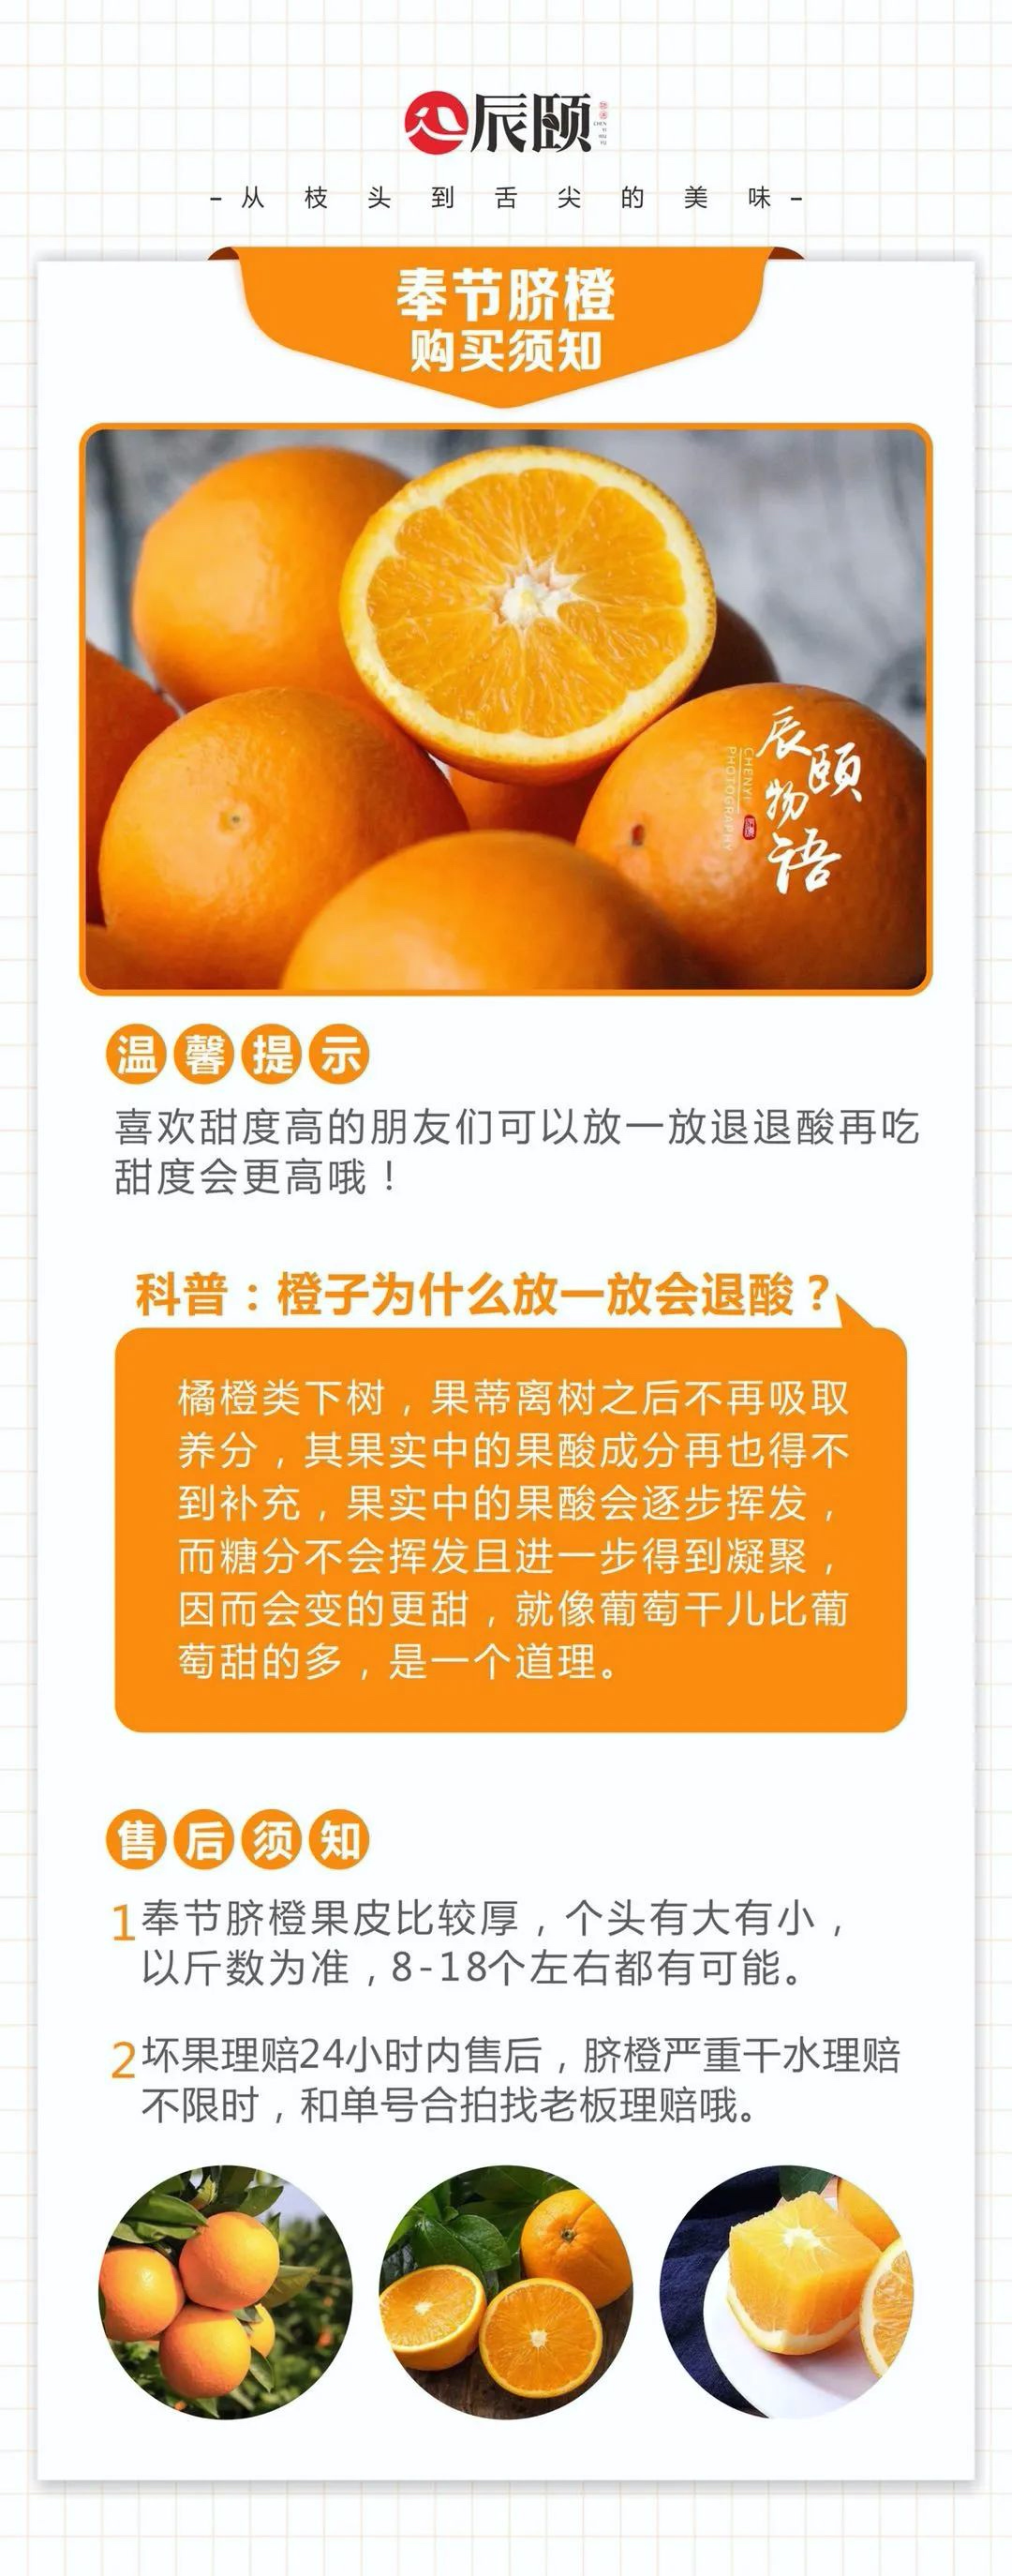 辰颐
-从枝头到舌尖的美味-
奉节脐橙
购买须知
辰颐物语
CHENYI
PHOTOGRAPHY
温馨提示
喜欢甜度高的朋友们可以放一放退退酸再吃
甜度会更高哦！
科普：橙子为什么放一放会退酸？
橘橙类下树，果蒂离树之后不再吸取
养分，其果实中的果酸成分再也得不
到补充，果实中的果酸会逐步挥发，
而糖分不会挥发且进一步得到凝聚，
因而会变的更甜，就像葡萄干儿比葡
萄甜的多，是一个道理。
售后须知
1奉节脐橙果皮比较厚，个头有大有小，
以斤数为准，8-18个左右都有可能。
2坏果理赔24小时内售后，脐橙严重干水理赔
不限时，和单号合拍找老板理赔哦。